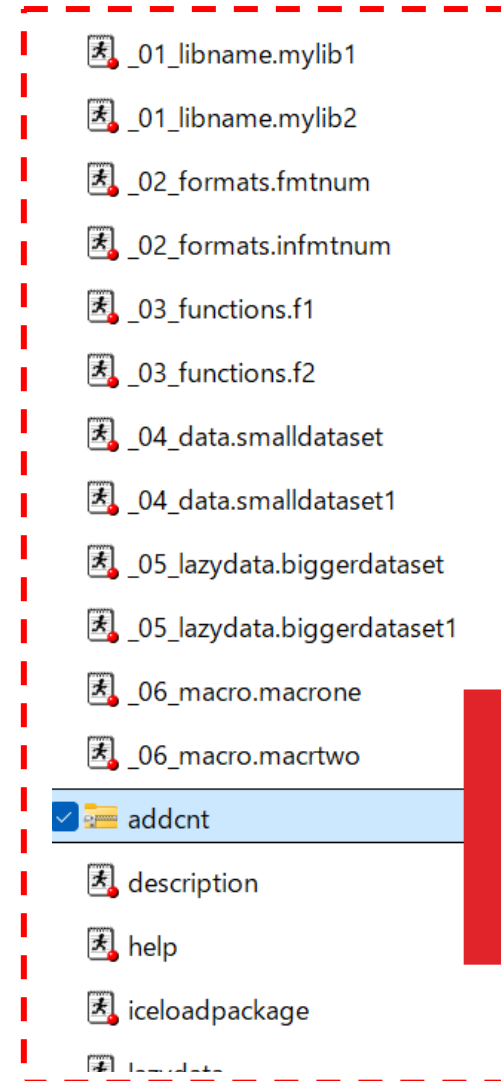 _01_libname.mylib1
_01_libname.mylib2
_02_formats.fmtnum
_02_formats.infmtnum
_03_functions.f1
_03_functions.f2
_04_data.smalldataset
_04_data.smalldataset1
_05_lazydata.biggerdataset
_05_lazydata.biggerdataset1
_06_macro.macrone
_06_macro.macrtwo
addcnt
description
help
iceloadpackage